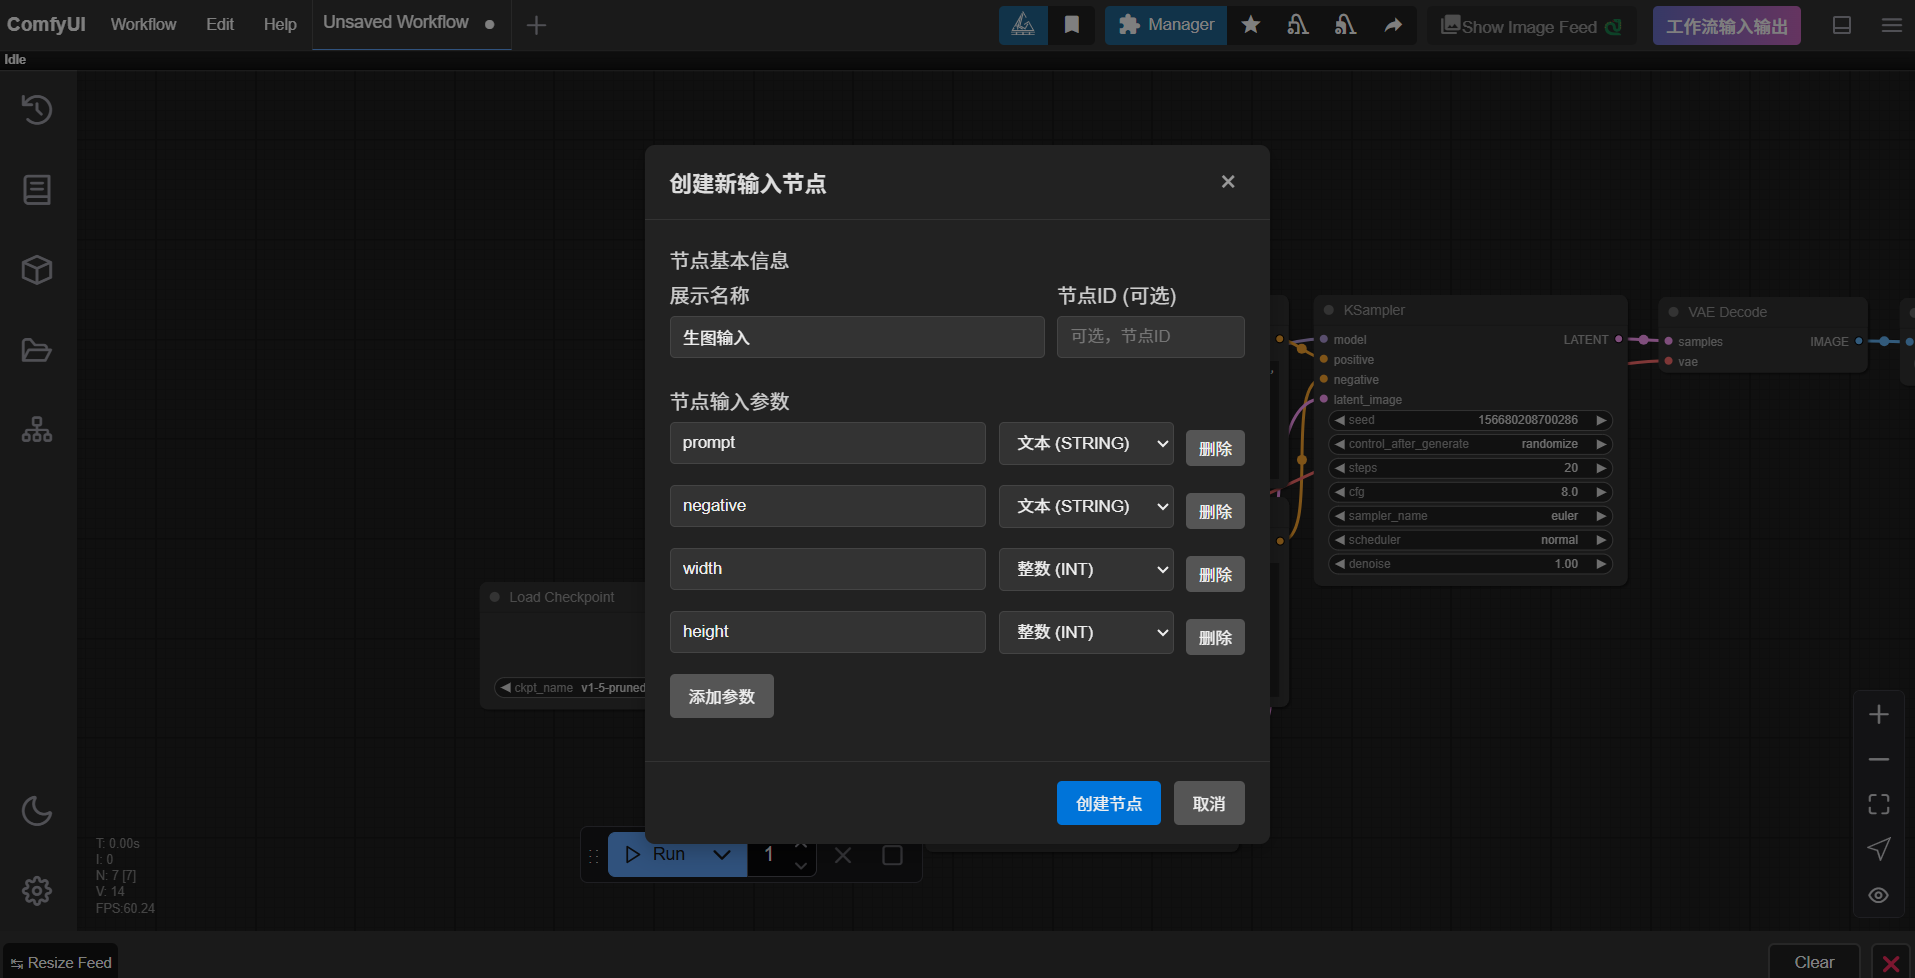 ComfyUI Workflow Edit Help Unsaved Workflow Manager Show Image Feed 工作流输入输出
Idle
创建新输入节点
节点基本信息
展示名称 节点ID (可选)
生图输入 可选，节点ID
节点输入参数
prompt 文本 (STRING) 删除
negative 文本 (STRING) 删除
width 整数 (INT) 删除
height 整数 (INT) 删除
添加参数
创建节点 取消
Load Checkpoint
ckpt_name v1-5-pruned
KSampler
model LATENT
positive
negative
latent_image
seed 156680208700286
control_after_generate randomize
steps 20
cfg 8.0
sampler_name euler
scheduler normal
denoise 1.00
VAE Decode
samples IMAGE
vae
Run 1
T: 0.00s
I: 0
N: 7 [7]
V: 14
FPS:60.24
Resize Feed Clear